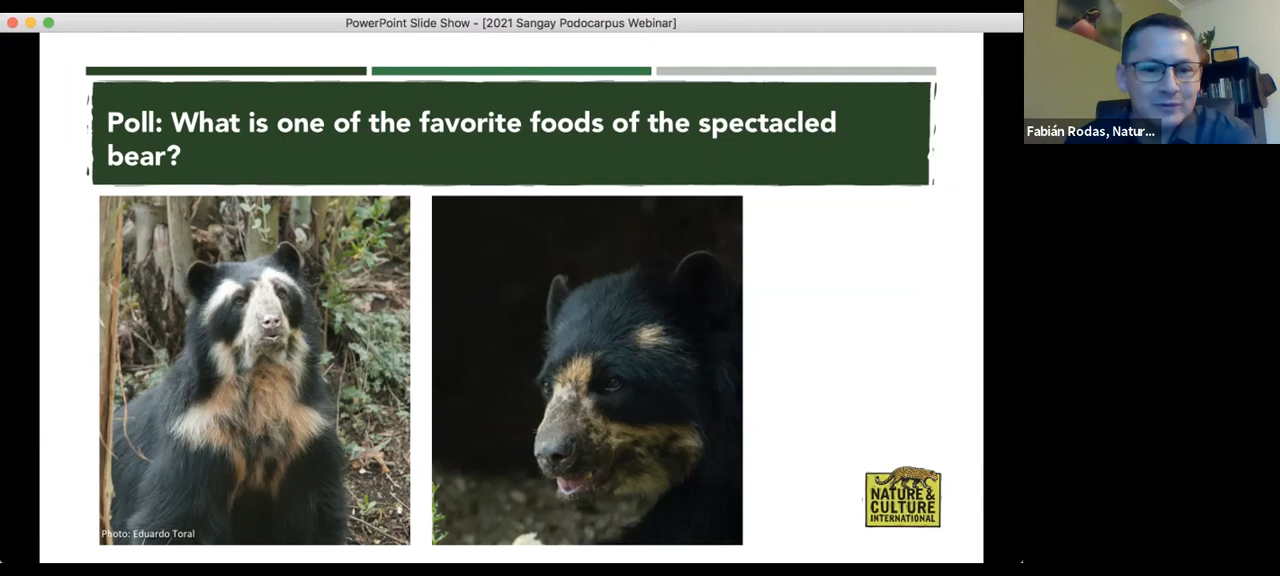 PowerPoint Slide Show - [2021 Sangay Podocarpus Webinar]
Fabián Rodas, Natur...
Poll: What is one of the favorite foods of the spectacled
bear?
Photo: Eduardo Toral
NATURE &
CULTURE
INTERNATIONAL